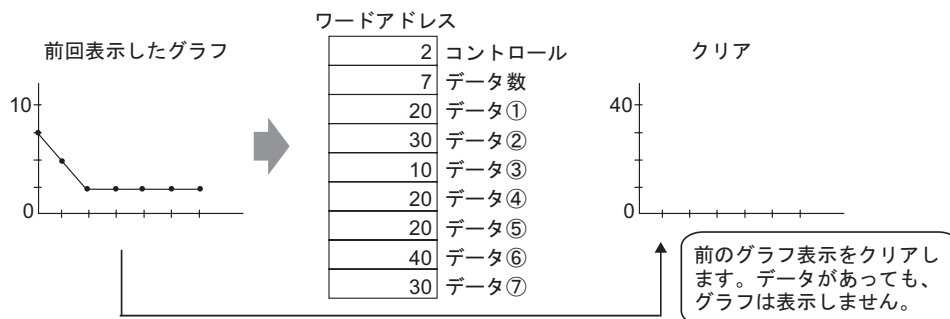 前回表示したグラフ
10
0
ワードアドレス
2 コントロール
7 データ数
20 データ①
30 データ②
10 データ③
20 データ④
20 データ⑤
40 データ⑥
30 データ⑦
クリア
40
0
前のグラフ表示をクリアし
ます。データがあっても、
グラフは表示しません。